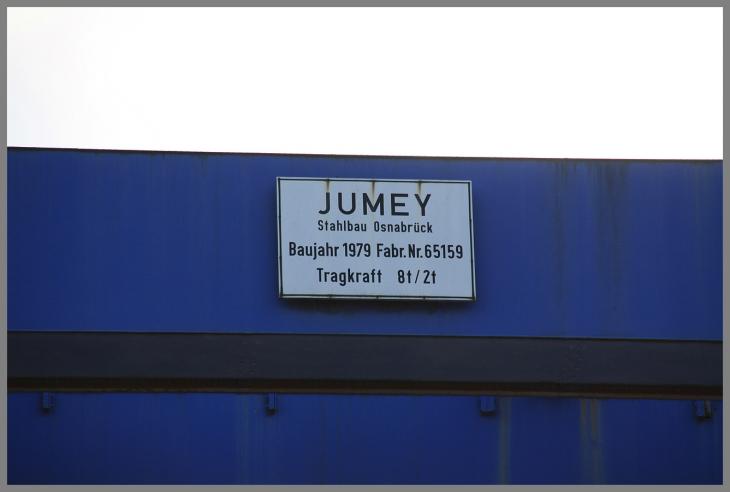 JUMEY
Stahlbau Osnabrück
Baujahr 1979 Fabr.Nr.65159
Tragkraft 8t/2t